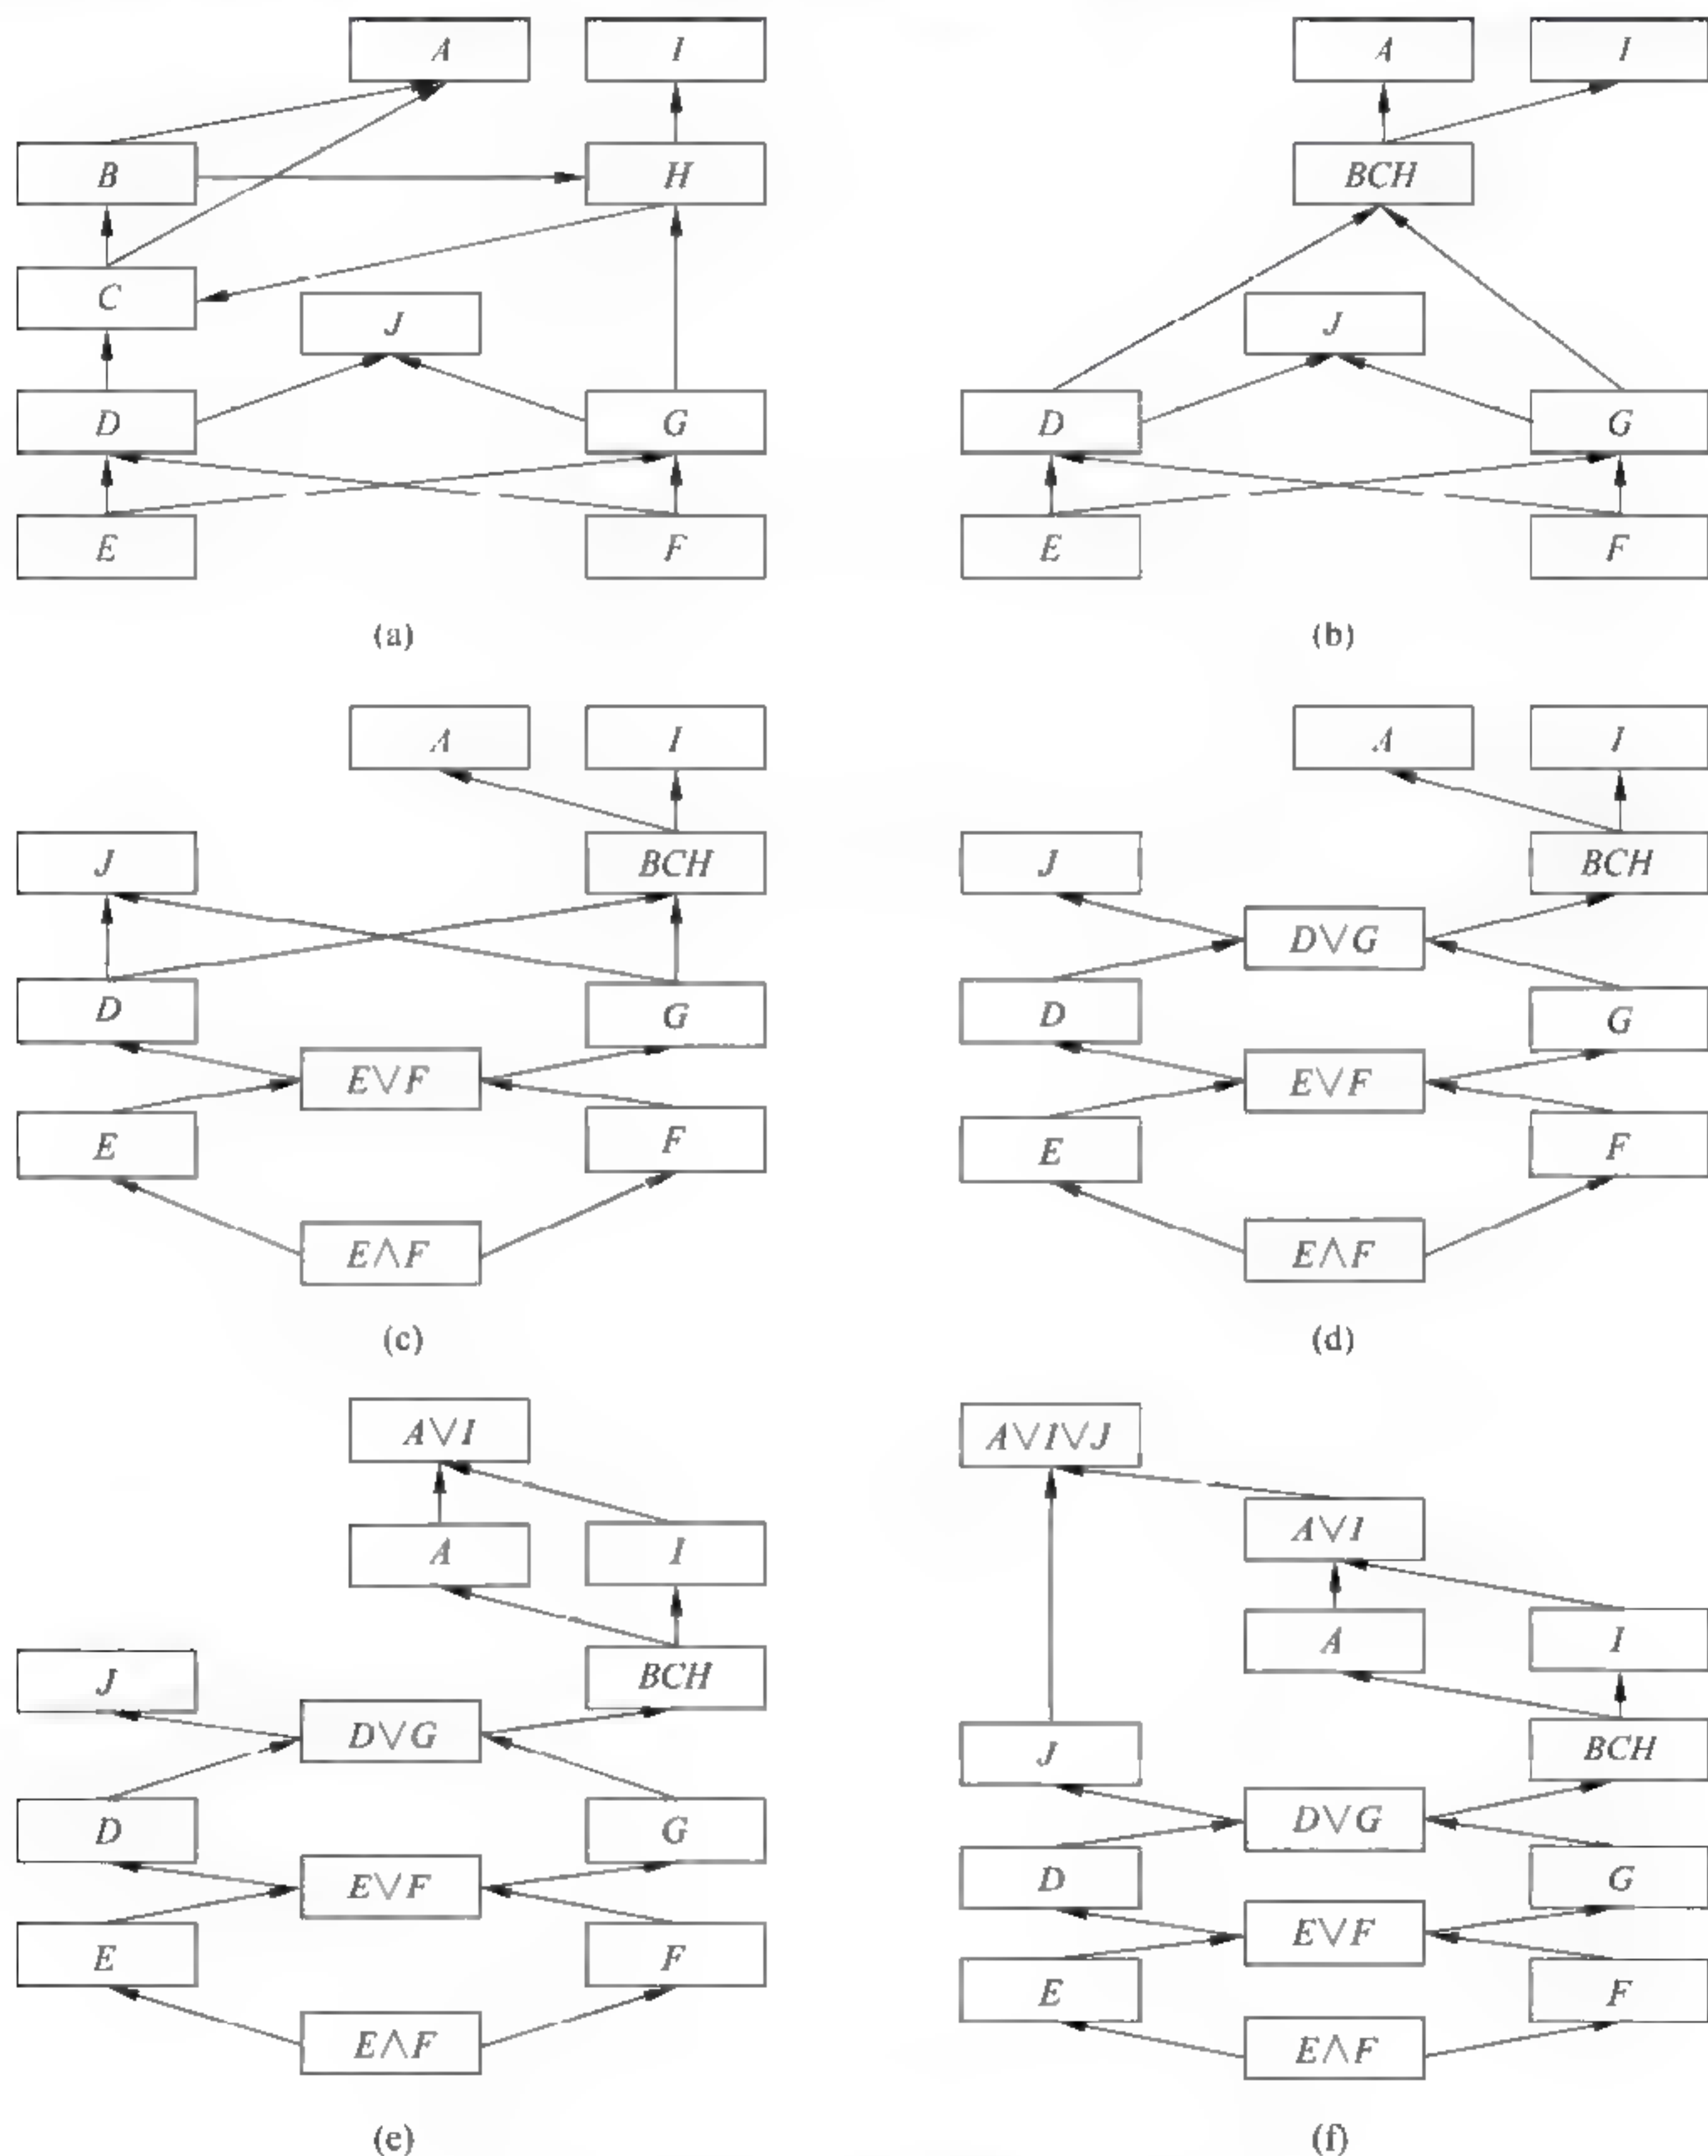 A I
B H
C
J
D G
E F
(a)
A I
BCH
J
D G
E F
(b)
A I
J BCH
D G
E∨F
E F
E∧F
(c)
A I
J BCH
D∨G
D G
E∨F
E F
E∧F
(d)
A∨I
A I
J BCH
D∨G
D G
E∨F
E F
E∧F
(e)
A∨I∨J
A∨I
A I
J BCH
D∨G
D G
E∨F
E F
E∧F
(f)